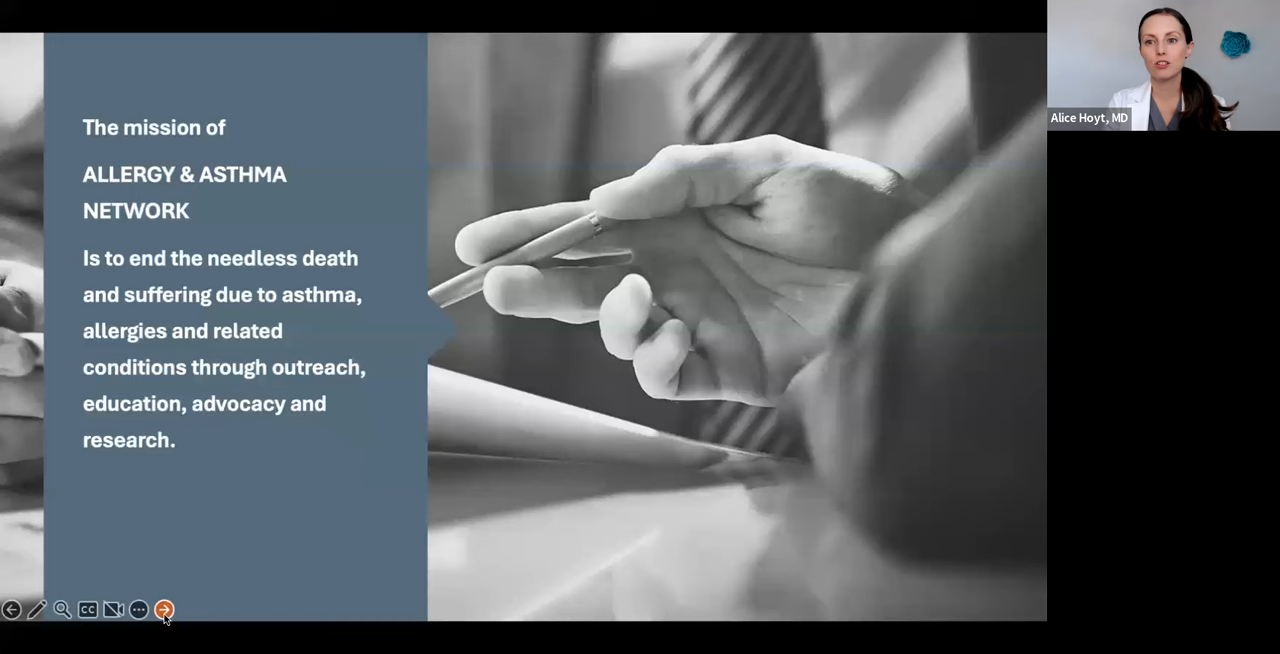 The mission of
ALLERGY & ASTHMA
NETWORK
Is to end the needless death
and suffering due to asthma,
allergies and related
conditions through outreach,
education, advocacy and
research.
Alice Hoyt, MD
CC